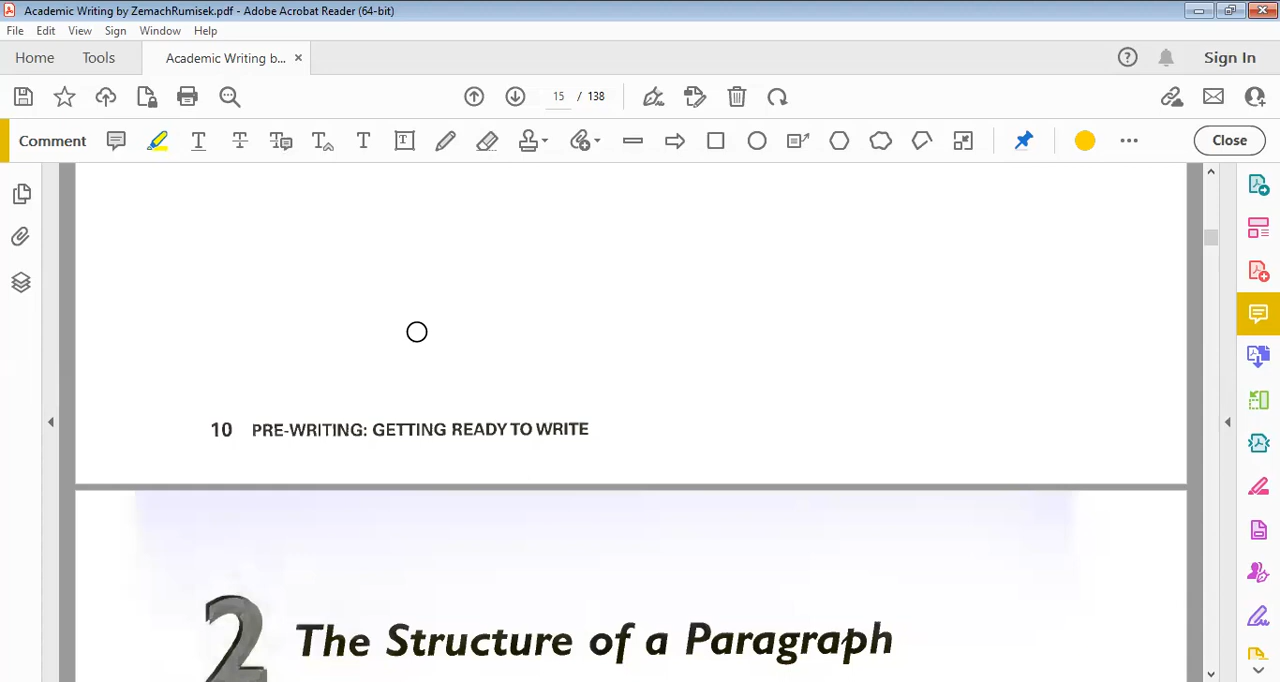 Academic Writing by ZemachRumisek.pdf - Adobe Acrobat Reader (64-bit)
File Edit View Sign Window Help
Home Tools Academic Writing b... Sign In
15 / 138
Comment Close
10 PRE-WRITING: GETTING READY TO WRITE
2 The Structure of a Paragraph